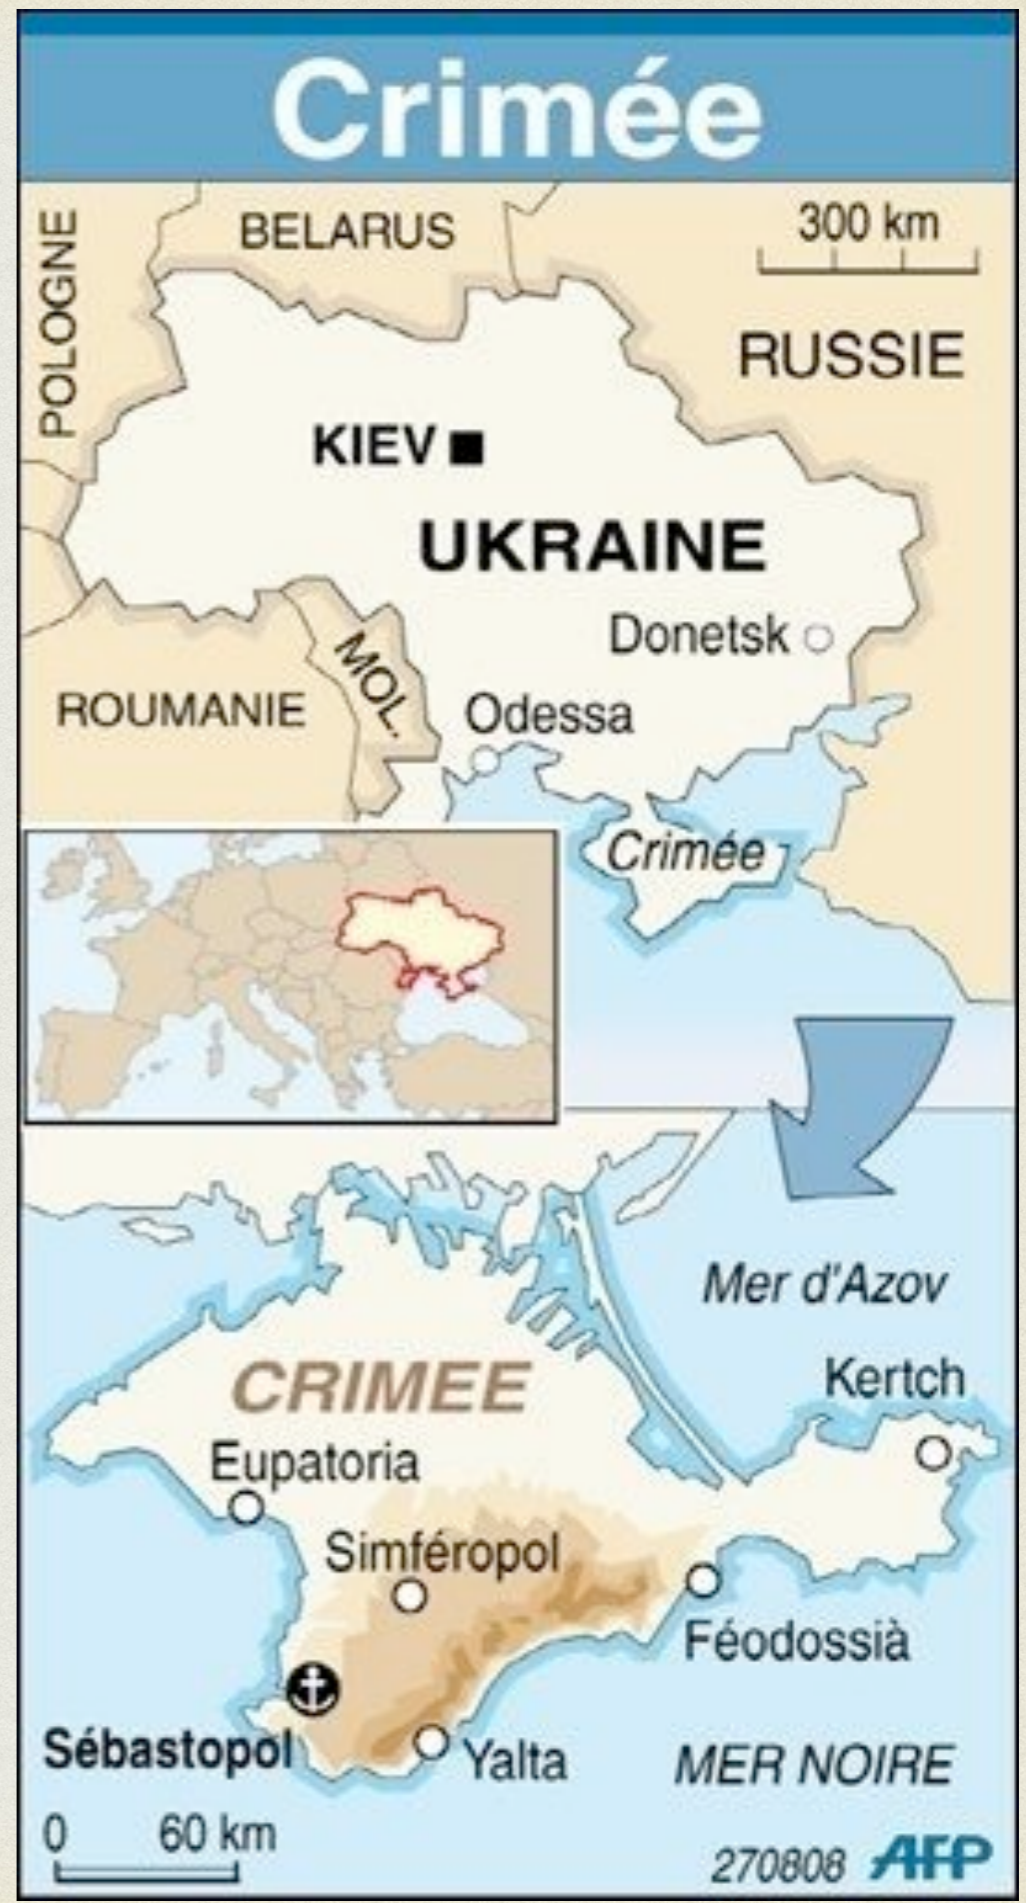 Crimée
BELARUS
300 km
POLOGNE
RUSSIE
KIEV
UKRAINE
Donetsk
MOL.
ROUMANIE
Odessa
Crimée
Mer d'Azov
CRIMEE
Kertch
Eupatoria
Simféropol
Féodossià
Sébastopol
Yalta
MER NOIRE
0 60 km
270808 AFP